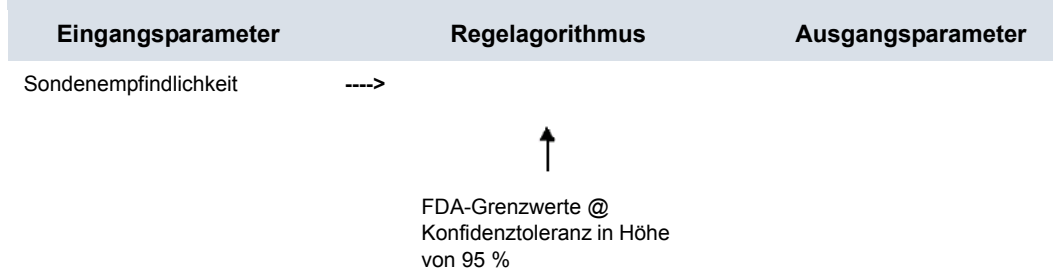 Eingangsparameter Regelagorithmus Ausgangsparameter
Sondenempfindlichkeit ---->
FDA-Grenzwerte @
Konfidenztoleranz in Höhe
von 95 %